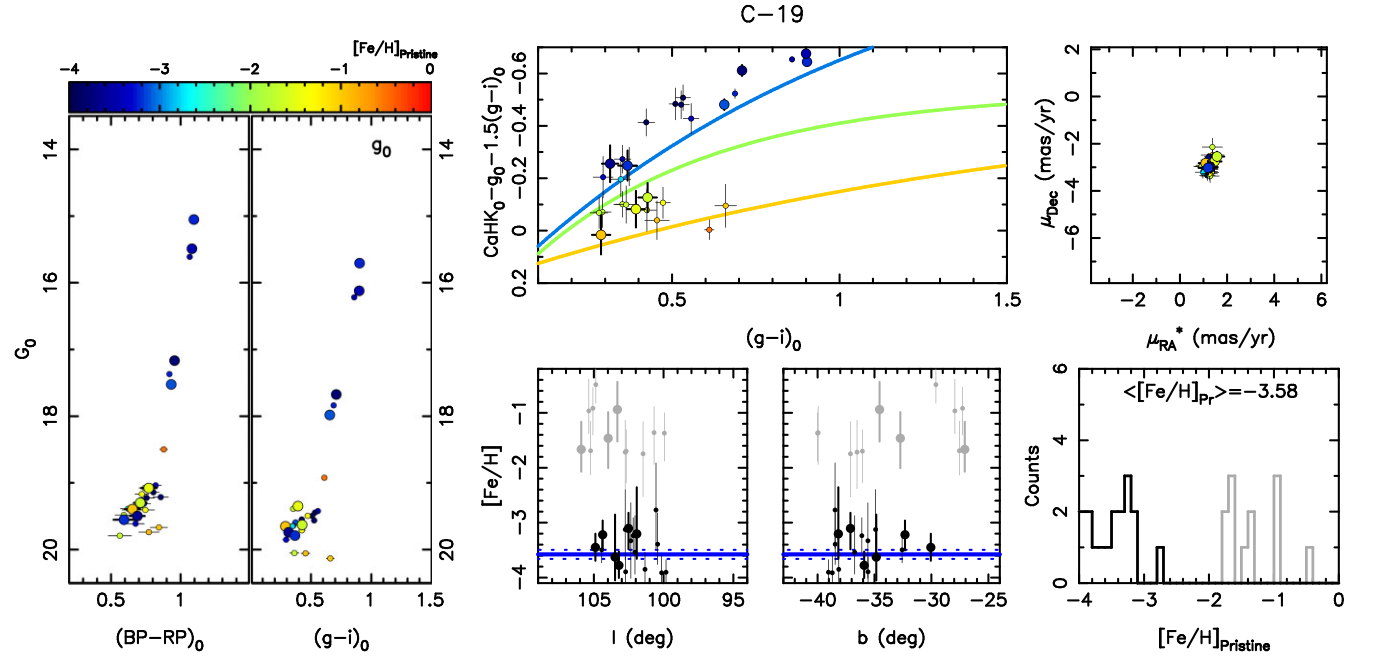 C−19
[Fe/H]Pristine
−4 −3 −2 −1 0
g0
14 16 18 20
G0
0.5 1
(BP−RP)0
14 16 18 20
0.5 1 1.5
(g−i)0
−0.6 −0.4 −0.2 0 0.2
CaHK0−g0−1.5(g−i)0
0.5 1 1.5
(g−i)0
2 0 −2 −4 −6
μDec (mas/yr)
−2 0 2 4 6
μRA* (mas/yr)
−1 −2 −3 −4
[Fe/H]
105 100 95
l (deg)
−40 −35 −30 −25
b (deg)
<[Fe/H]Pr>=−3.58
0 2 4 6
Counts
−4 −3 −2 −1 0
[Fe/H]Pristine